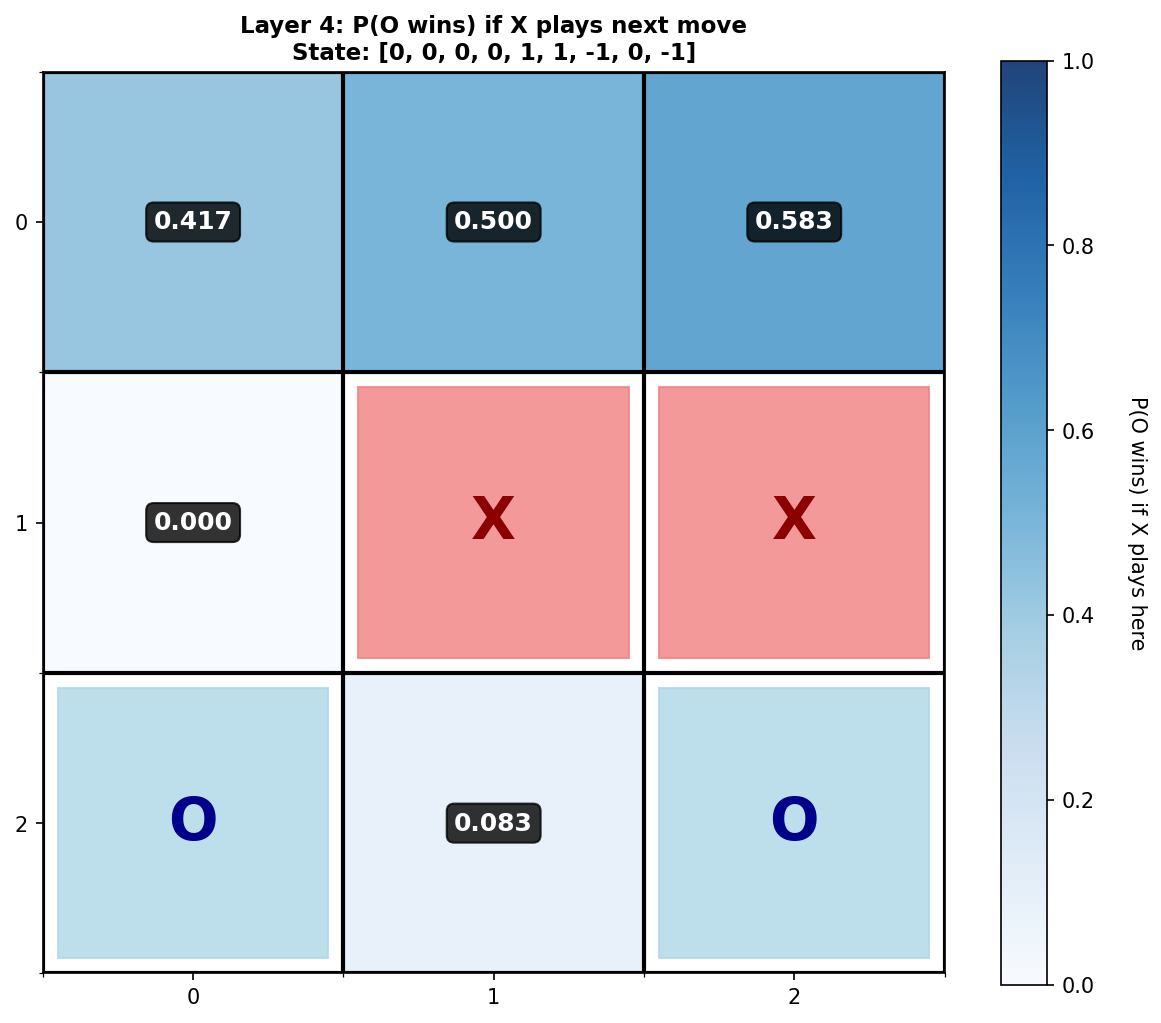 Layer 4: P(O wins) if X plays next move
State: [0, 0, 0, 0, 1, 1, -1, 0, -1]
0.417 0.500 0.583
0.000 X X
O 0.083 O
0
1
2
0 1 2
1.0
0.8
0.6
0.4
0.2
0.0
P(O wins) if X plays here